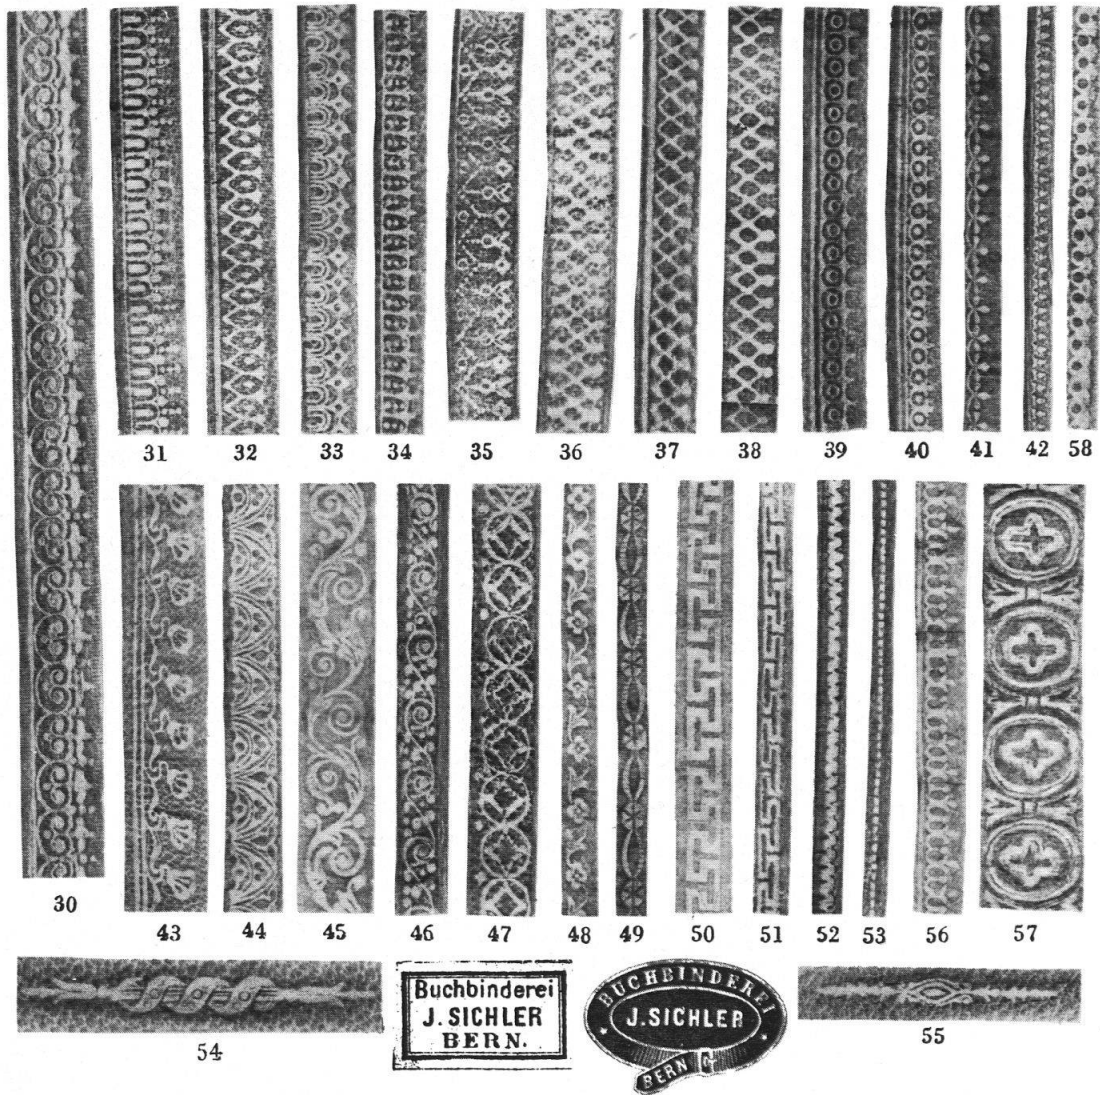 31 32 33 34 35 36 37 38 39 40 41 42 58
30 43 44 45 46 47 48 49 50 51 52 53 56 57
54
Buchbinderei
J. SICHLER
BERN.
BUCHBINDEREI
J. SICHLER
BERN
55